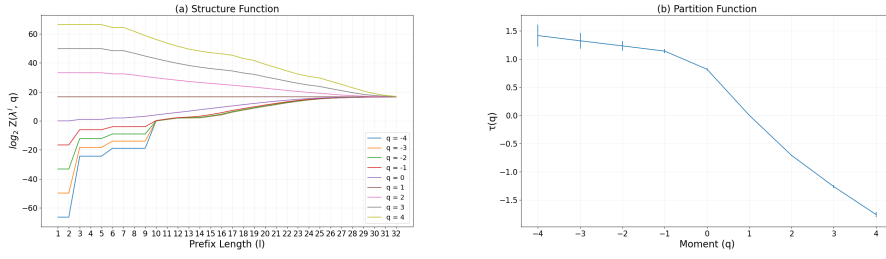 (a) Structure Function
log₂ Z(λˡ, q)
60
40
20
0
−20
−40
−60
1 2 3 4 5 6 7 8 9 10 11 12 13 14 15 16 17 18 19 20 21 22 23 24 25 26 27 28 29 30 31 32
Prefix Length (l)
q = -4
q = -3
q = -2
q = -1
q = 0
q = 1
q = 2
q = 3
q = 4
(b) Partition Function
τ(q)
1.5
1.0
0.5
0.0
−0.5
−1.0
−1.5
−4 −3 −2 −1 0 1 2 3 4
Moment (q)